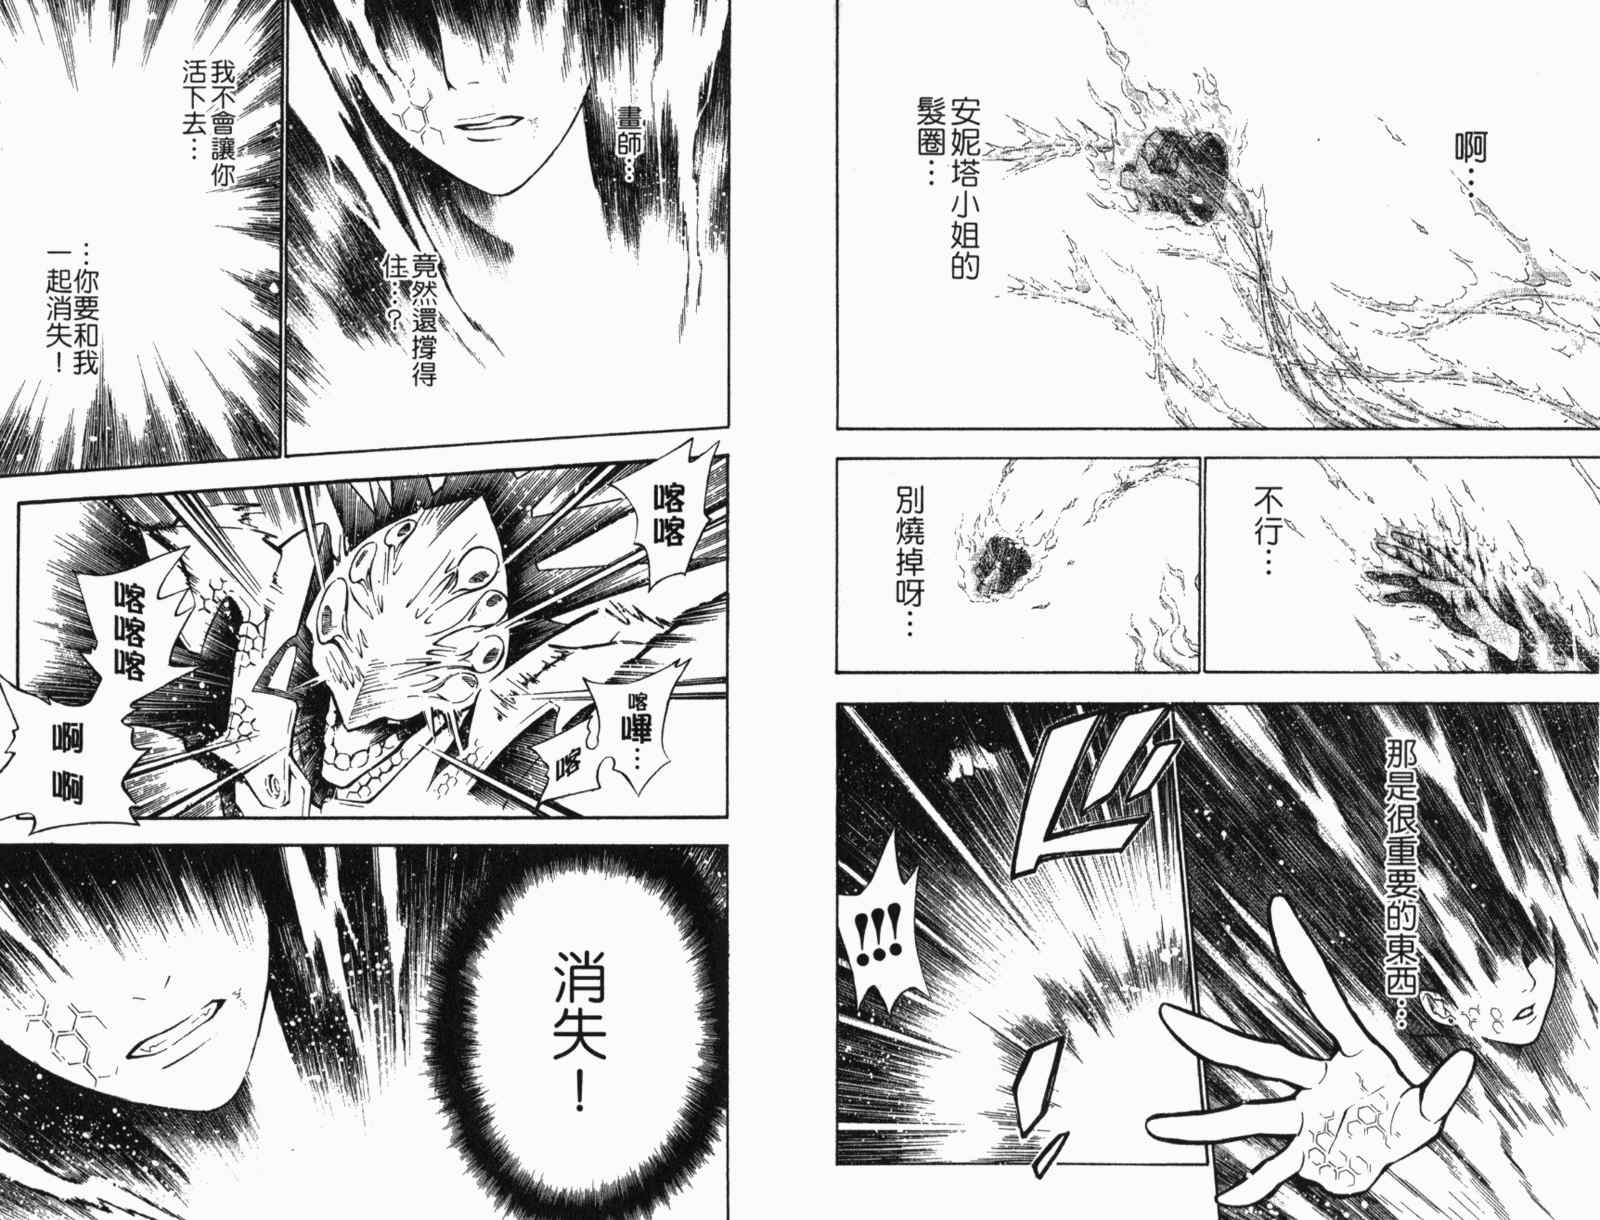 啊…
安妮塔小姐的
髮圈…
不行…
別燒掉呀…
那是很重要的東西…
ビシ
!!!
畫師…
竟然還撐得
住…？
我不會讓你
活下去…
…你要和我
一起消失！
喀喀
喀喀喀
喀嗶…
喀
消失！